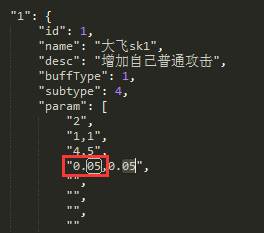 "1": {
"id": 1,
"name": "大飞sk1",
"desc": "增加自己普通攻击",
"buffType": 1,
"subtype": 4,
"param": [
"2",
"1,1",
"4,5",
"0.05,0.05",
"",
"",
"",
""